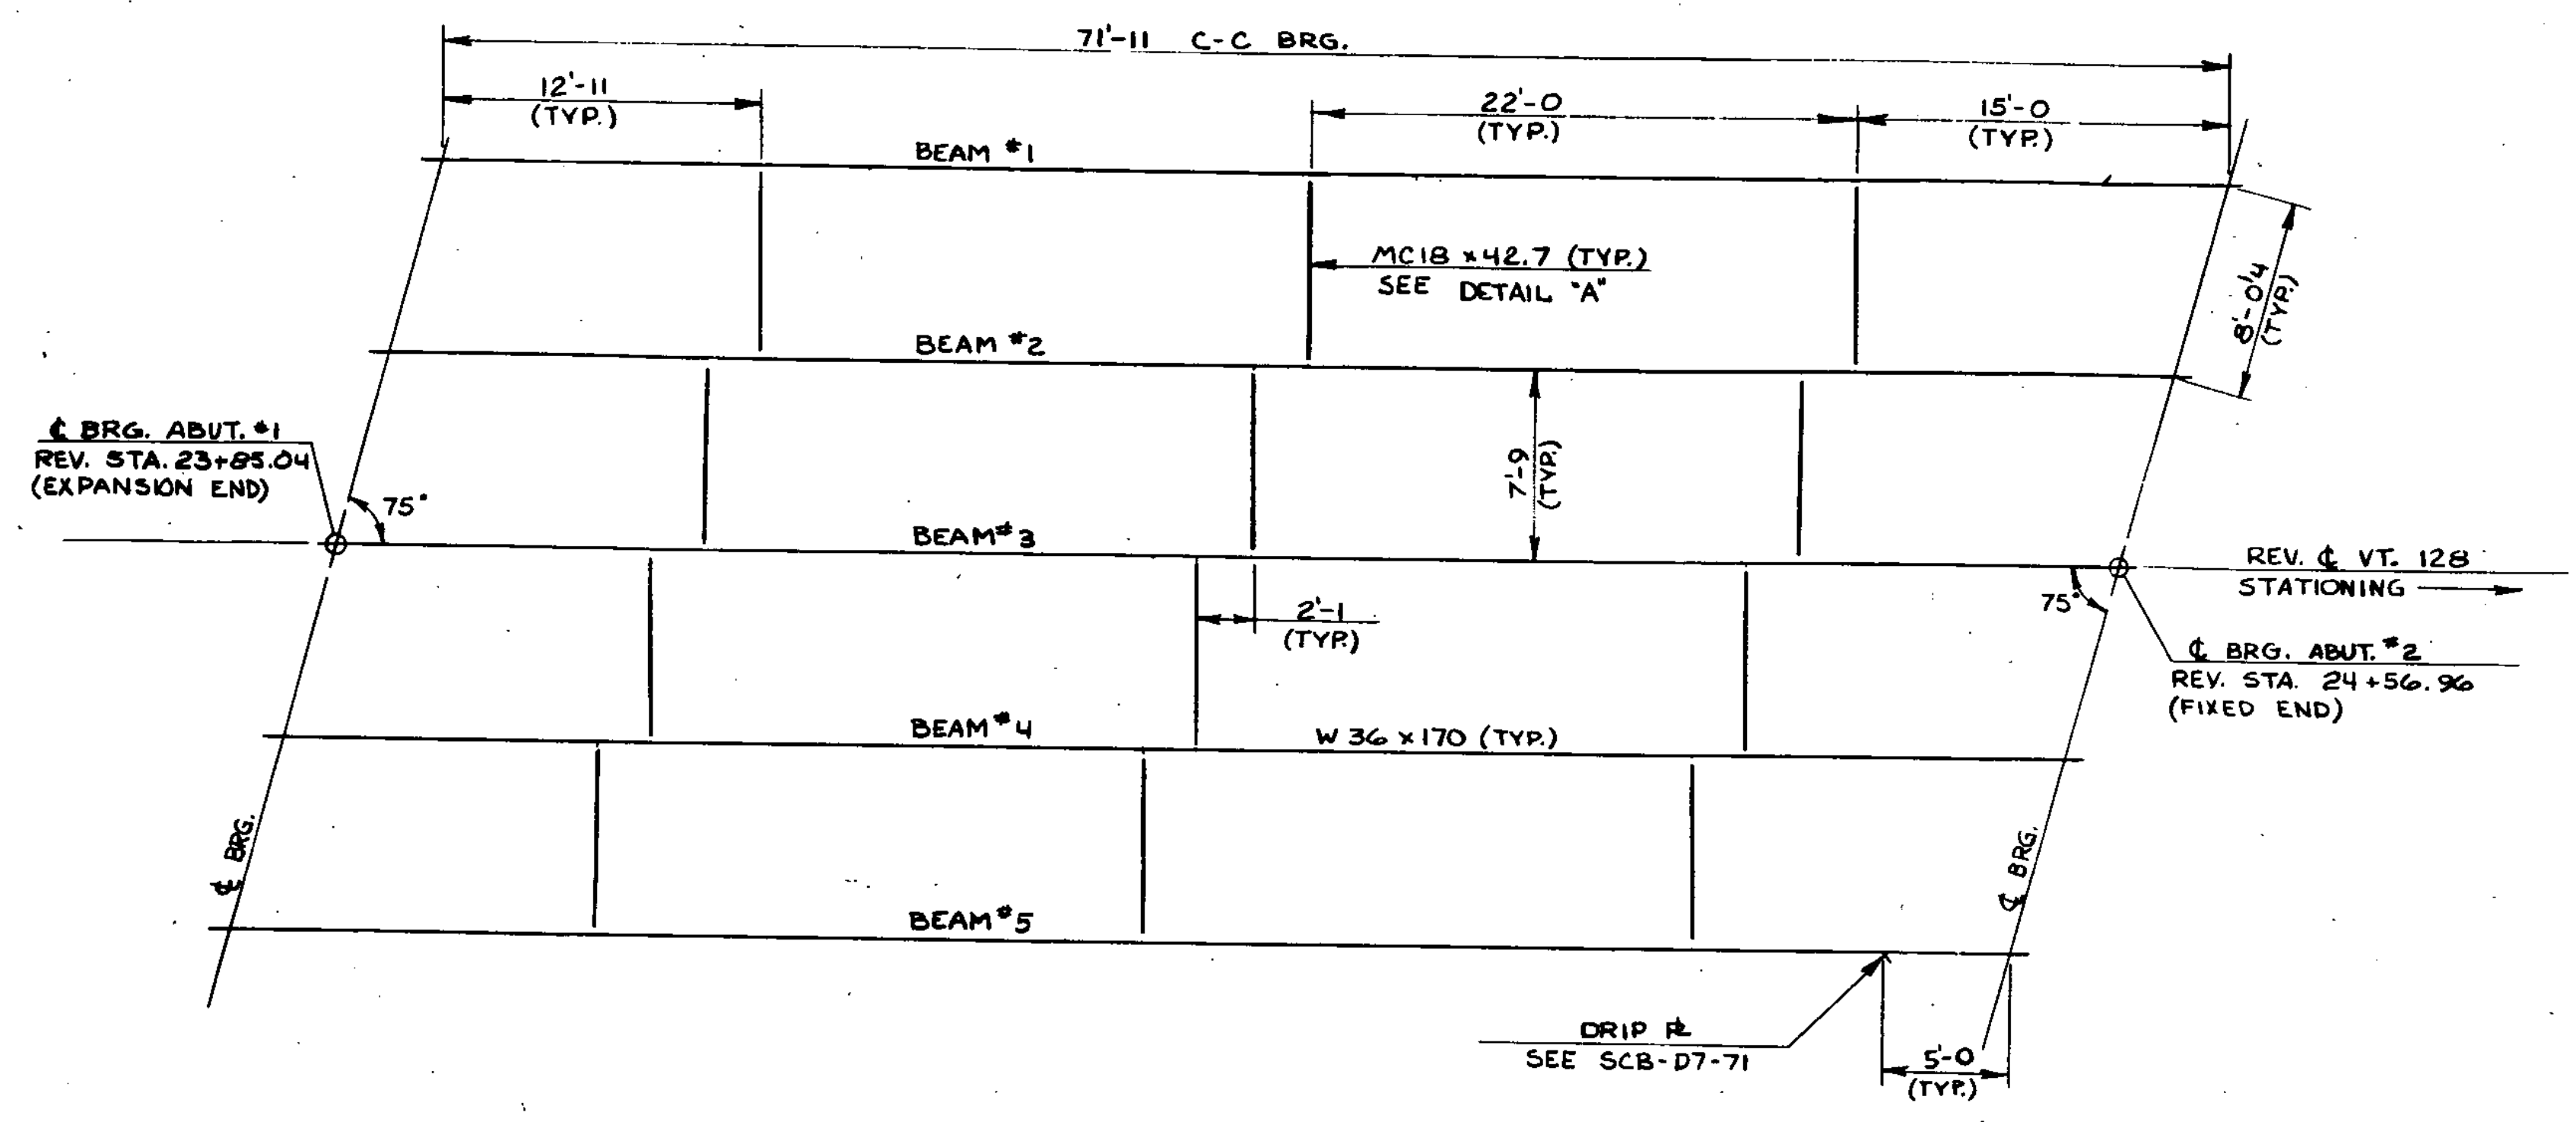 71'-11 C-C BRG.
12'-11
(TYP.)
22'-0
(TYP.)
15'-0
(TYP.)
BEAM #1
MC18 x 42.7 (TYP.)
SEE DETAIL "A"
8'-0 1/4
(TYP.)
BEAM #2
℄ BRG. ABUT. #1
REV. STA. 23+85.04
(EXPANSION END)
75°
7'-9
(TYP.)
BEAM #3
REV. ℄ VT. 128
STATIONING
75°
2'-1
(TYP.)
℄ BRG. ABUT. #2
REV. STA. 24+56.96
(FIXED END)
BEAM #4
W 36 x 170 (TYP.)
℄ BRG.
℄ BRG.
BEAM #5
DRIP PL
SEE SCB-D7-71
5'-0
(TYP.)